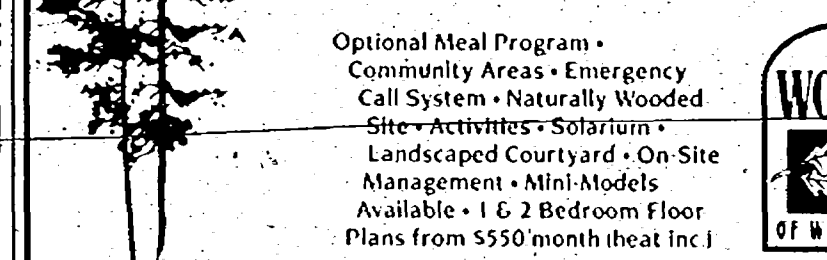 Optional Meal Program •
Community Areas • Emergency
Call System • Naturally Wooded
Site • Activities • Solarium •
Landscaped Courtyard • On-Site
Management • Mini-Models
Available • 1 & 2 Bedroom Floor
Plans from $550/month (heat inc.)
OF